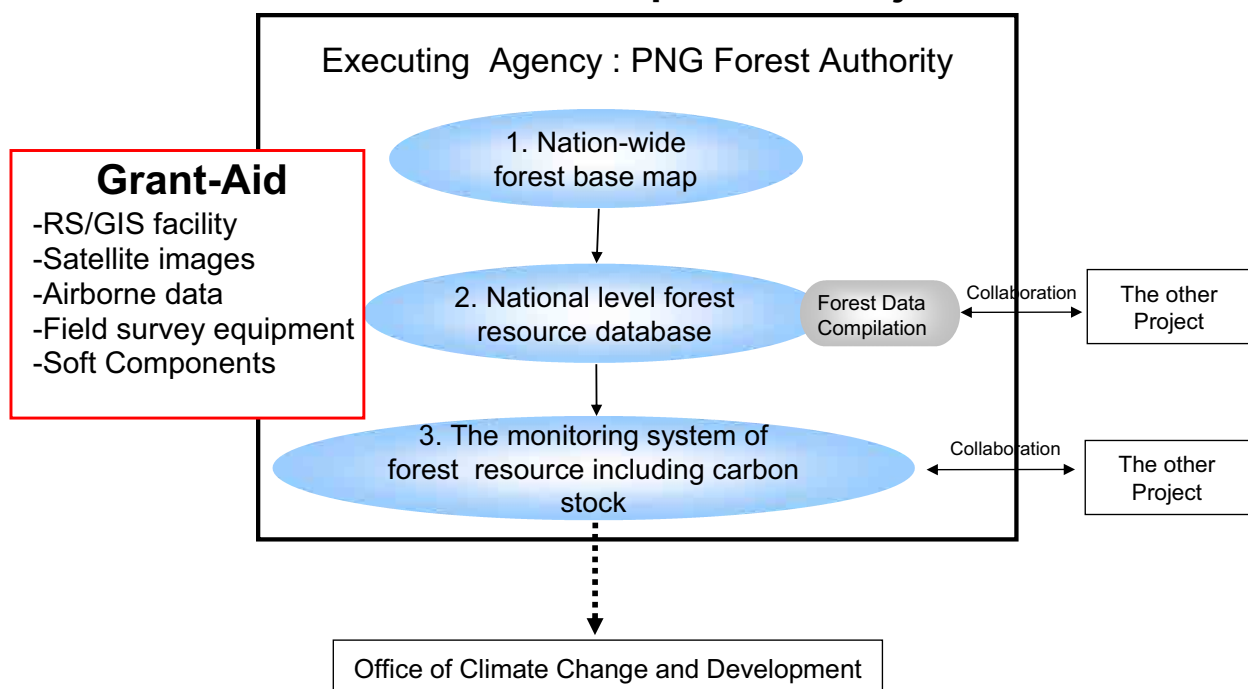 Executing Agency : PNG Forest Authority
1. Nation-wide
forest base map
Grant-Aid
-RS/GIS facility
-Satellite images
-Airborne data
-Field survey equipment
-Soft Components
2. National level forest
resource database
Forest Data
Compilation
Collaboration
The other
Project
3. The monitoring system of
forest resource including carbon
stock
Collaboration
The other
Project
Office of Climate Change and Development